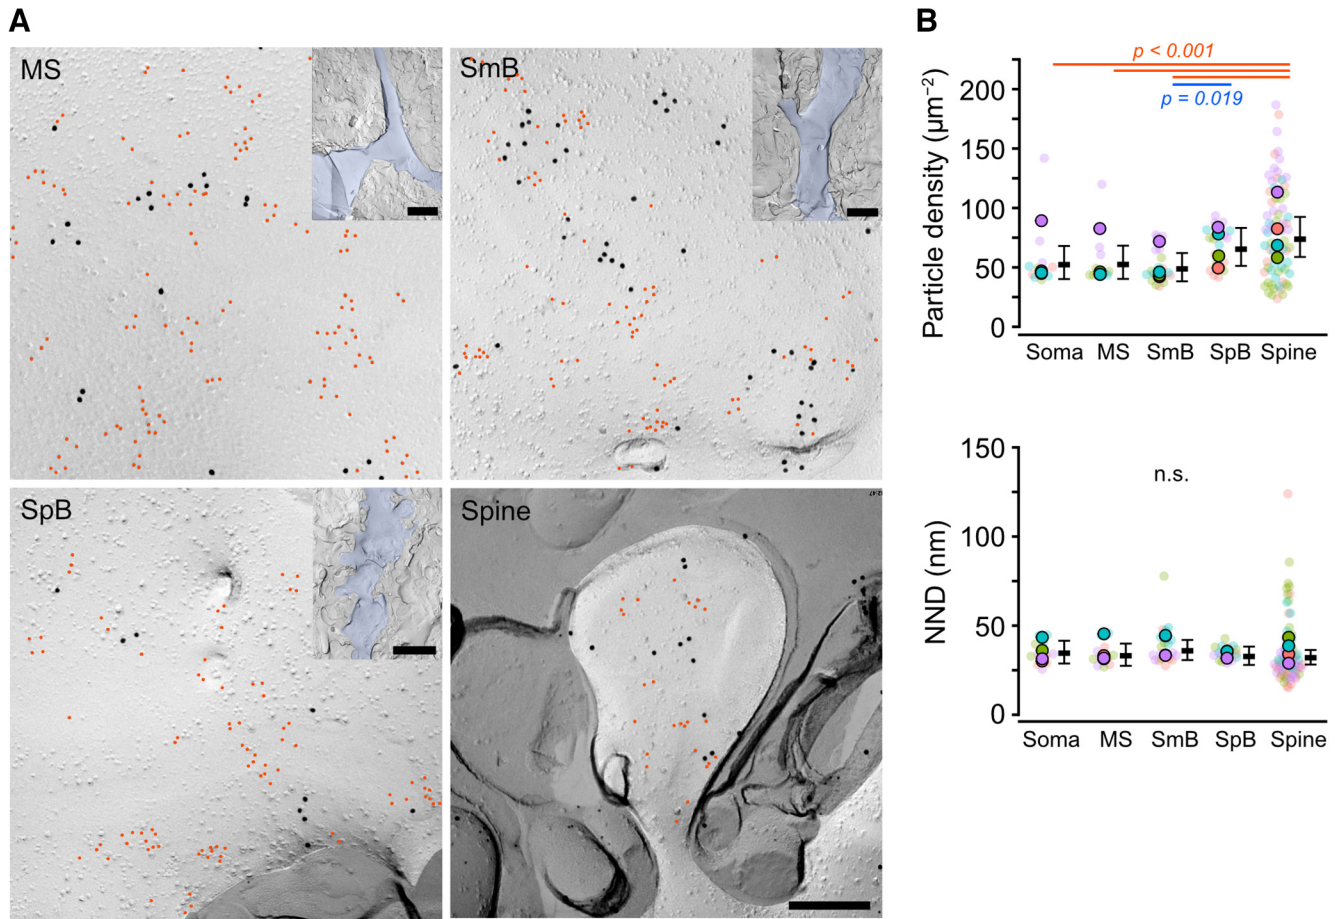 A
MS
SmB
SpB
Spine
B
p < 0.001
p = 0.019
Particle density (μm⁻²)
200
150
100
50
0
Soma MS SmB SpB Spine
n.s.
NND (nm)
150
100
50
0
Soma MS SmB SpB Spine